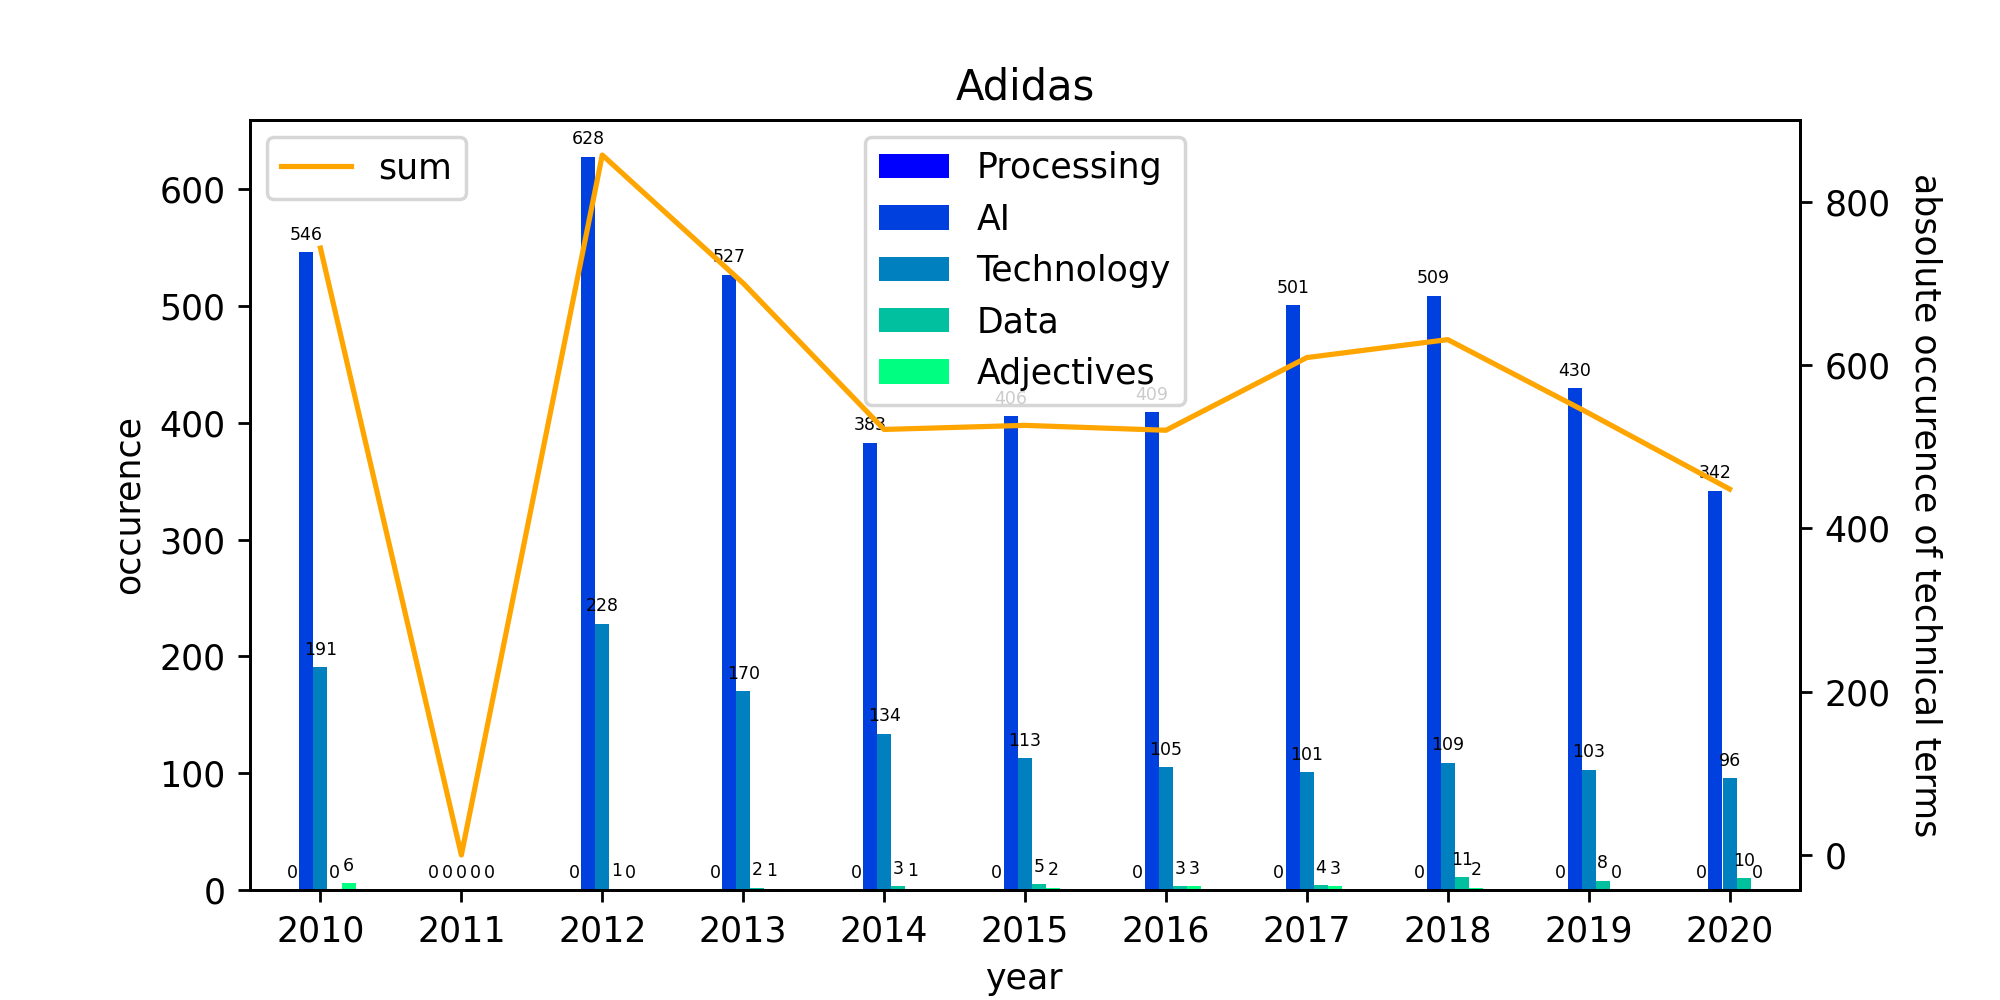 Adidas
sum
Processing
AI
Technology
Data
Adjectives
occurrence
600
500
400
300
200
100
0
absolute occurence of technical terms
800
600
400
200
0
0 546 191 0 6
0 0 0 0 0
0 628 228 1 0
0 527 170 2 1
0 383 134 3 1
0 406 113 5 2
0 409 105 3 3
0 501 101 4 3
0 509 109 11 2
0 430 103 8 0
0 342 96 10 0
2010 2011 2012 2013 2014 2015 2016 2017 2018 2019 2020
year